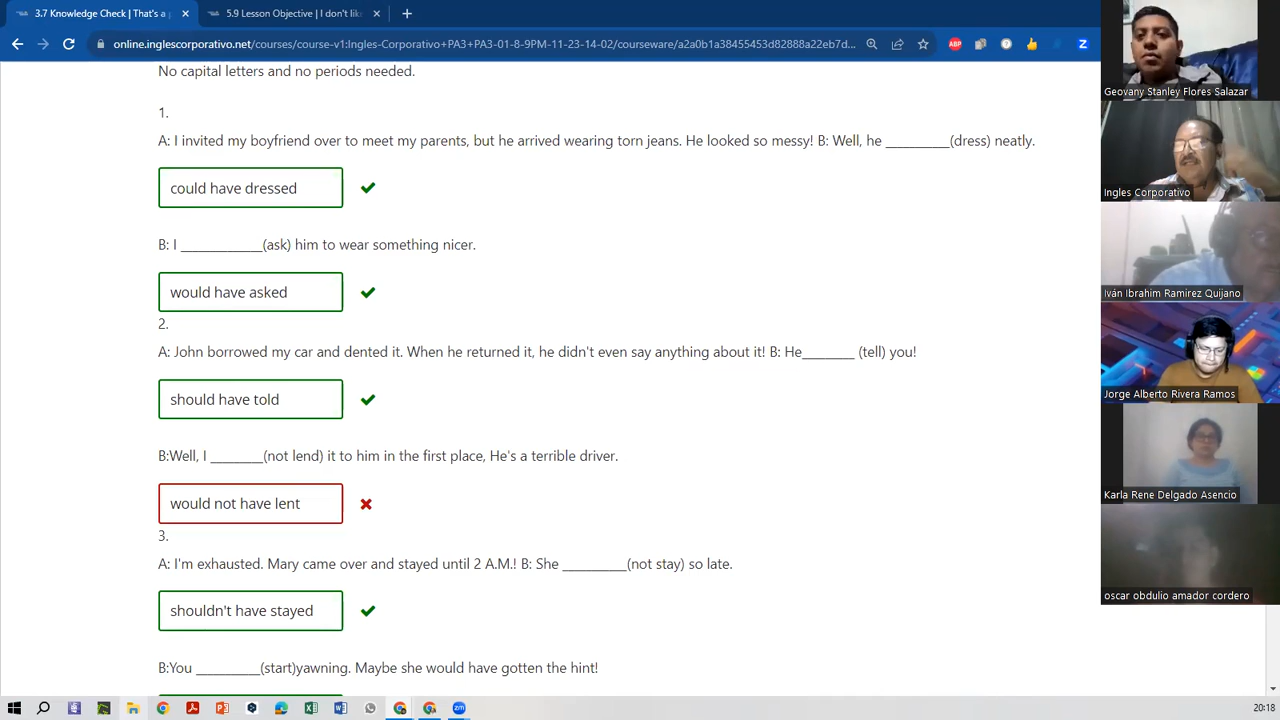 3.7 Knowledge Check | That's a
5.9 Lesson Objective | I don't lik
online.inglescorporativo.net/courses/course-v1:Ingles-Corporativo+PA3+PA3-01-8-9PM-11-23-14-02/courseware/a2a0b1a38455453d82888a22eb7d...
ABP
Z
No capital letters and no periods needed.
1.
A: I invited my boyfriend over to meet my parents, but he arrived wearing torn jeans. He looked so messy! B: Well, he _________(dress) neatly.
could have dressed
B: I ____________(ask) him to wear something nicer.
would have asked
2.
A: John borrowed my car and dented it. When he returned it, he didn't even say anything about it! B: He_______ (tell) you!
should have told
B:Well, I ________(not lend) it to him in the first place, He's a terrible driver.
would not have lent
3.
A: I'm exhausted. Mary came over and stayed until 2 A.M.! B: She __________(not stay) so late.
shouldn't have stayed
B:You __________(start)yawning. Maybe she would have gotten the hint!
Geovany Stanley Flores Salazar
Ingles Corporativo
Iván Ibrahim Ramirez Quijano
Jorge Alberto Rivera Ramos
Karla Rene Delgado Asencio
oscar obdulio amador cordero
20:18